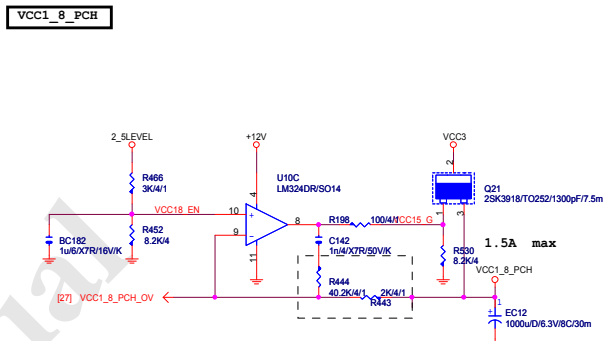 VCC1_8_PCH
2_5LEVEL
+12V
VCC3
R466
3K/4/1
U10C
LM324DR/SO14
Q21
2SK3918/TO252/1300pF/7.5m
2
4
1
3
VCC18_EN
10
+
9
-
8
11
R198
100/4/1
VCC15_G
BC182
1u/6/X7R/16V/K
R452
8.2K/4
C142
1n/4/X7R/50V/K
R530
8.2K/4
1.5A max
VCC1_8_PCH
R444
40.2K/4/1
2K/4/1
R443
[27] VCC1_8_PCH_OV
1
+
EC12
1000u/D/6.3V/8C/30m